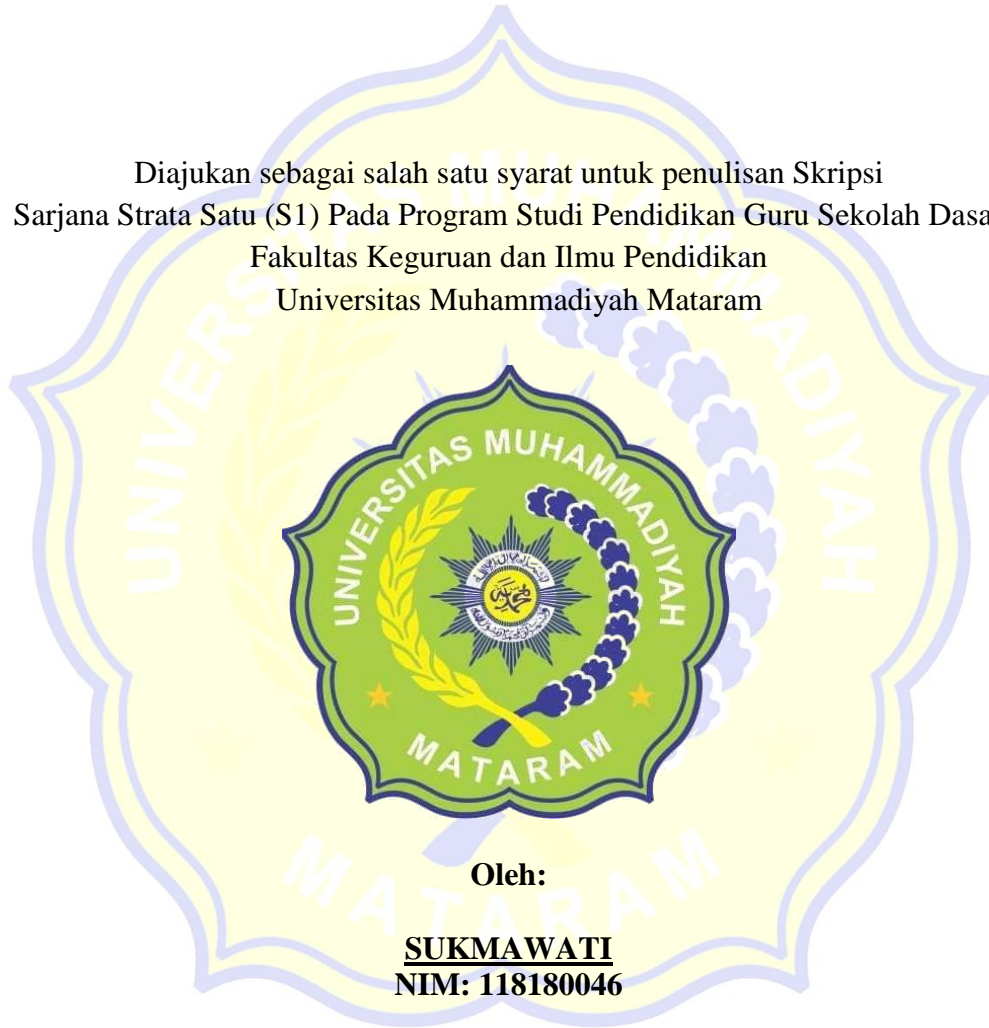 Diajukan sebagai salah satu syarat untuk penulisan Skripsi
Sarjana Strata Satu (S1) Pada Program Studi Pendidikan Guru Sekolah Dasa
Fakultas Keguruan dan Ilmu Pendidikan
Universitas Muhammadiyah Mataram
UNIVERSITAS MUHAMMADIYAH
MATARAM
Oleh:
SUKMAWATI
NIM: 118180046